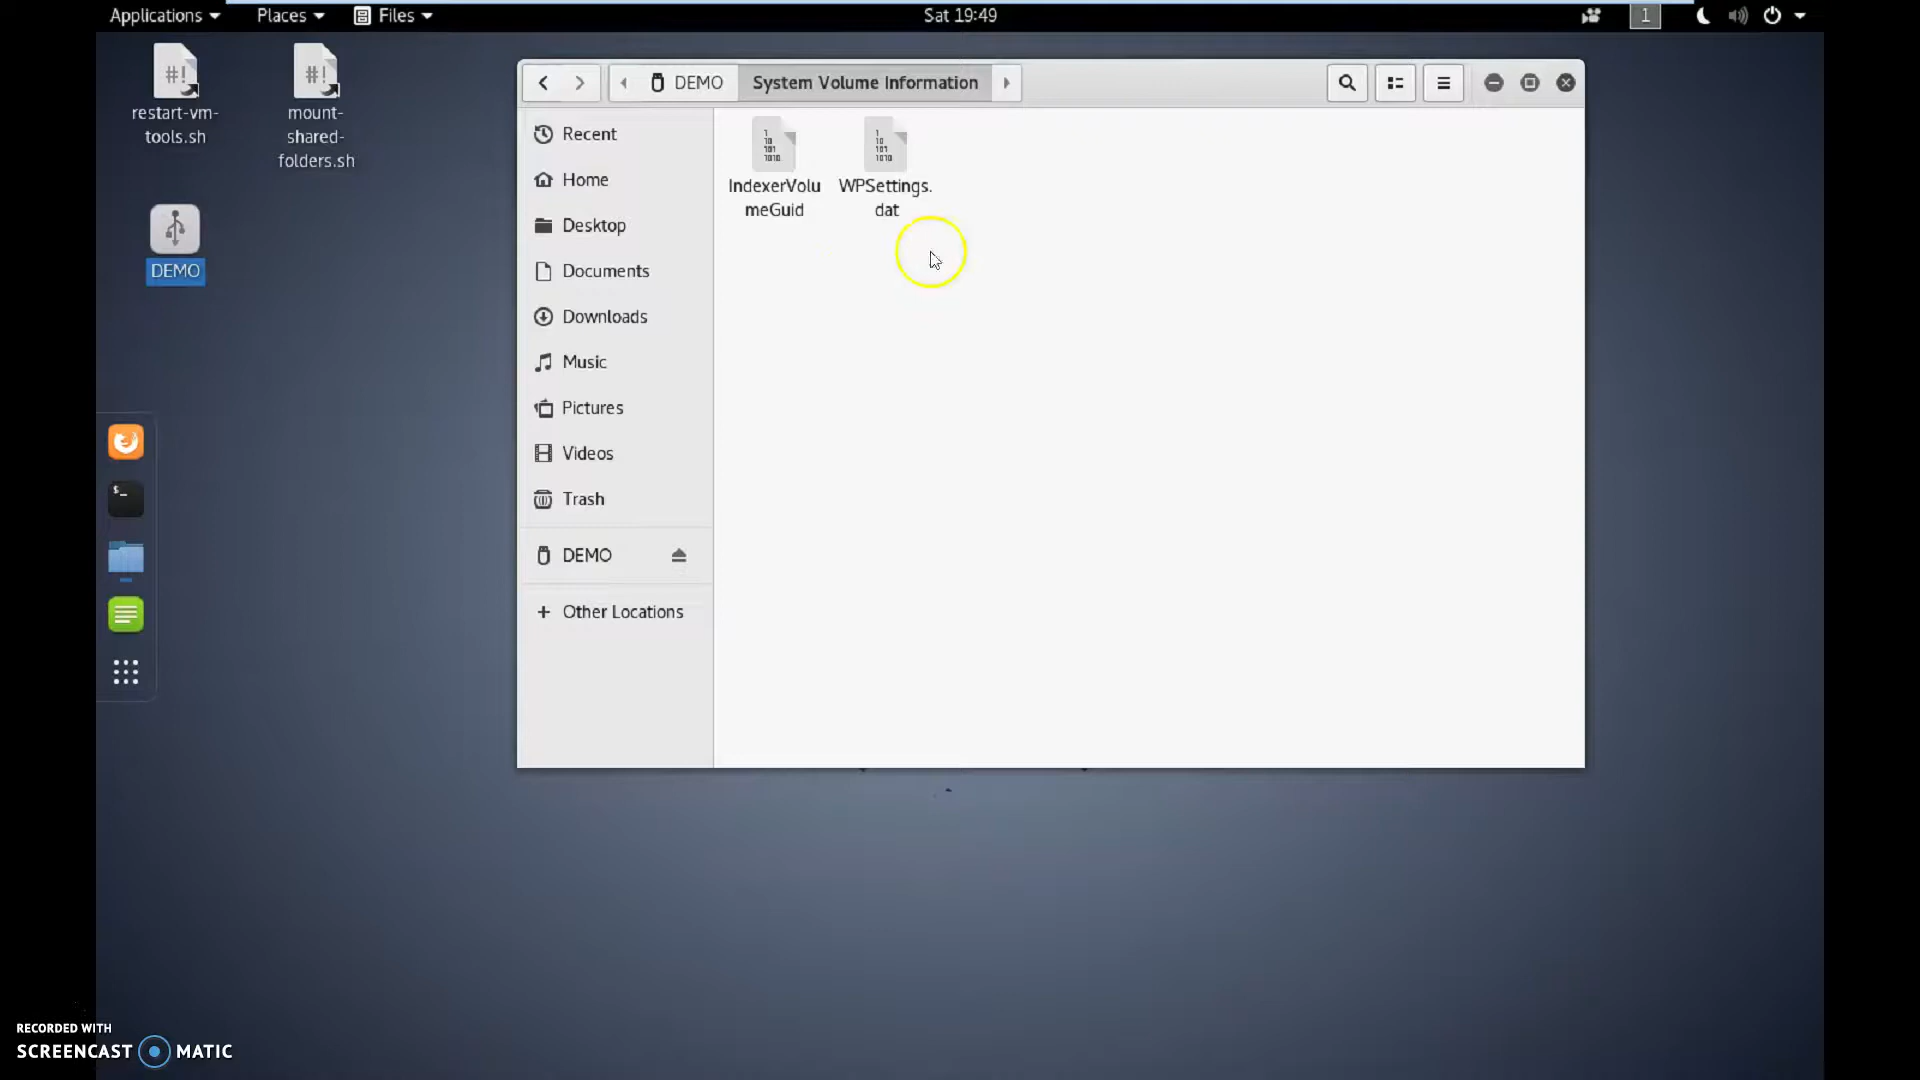 Applications Places Files Sat 19:49 1
restart-vm-
tools.sh
mount-
shared-
folders.sh
DEMO
DEMO System Volume Information
Recent
Home
Desktop
Documents
Downloads
Music
Pictures
Videos
Trash
DEMO
+ Other Locations
IndexerVolu
meGuid
WPSettings.
dat
RECORDED WITH
SCREENCAST MATIC